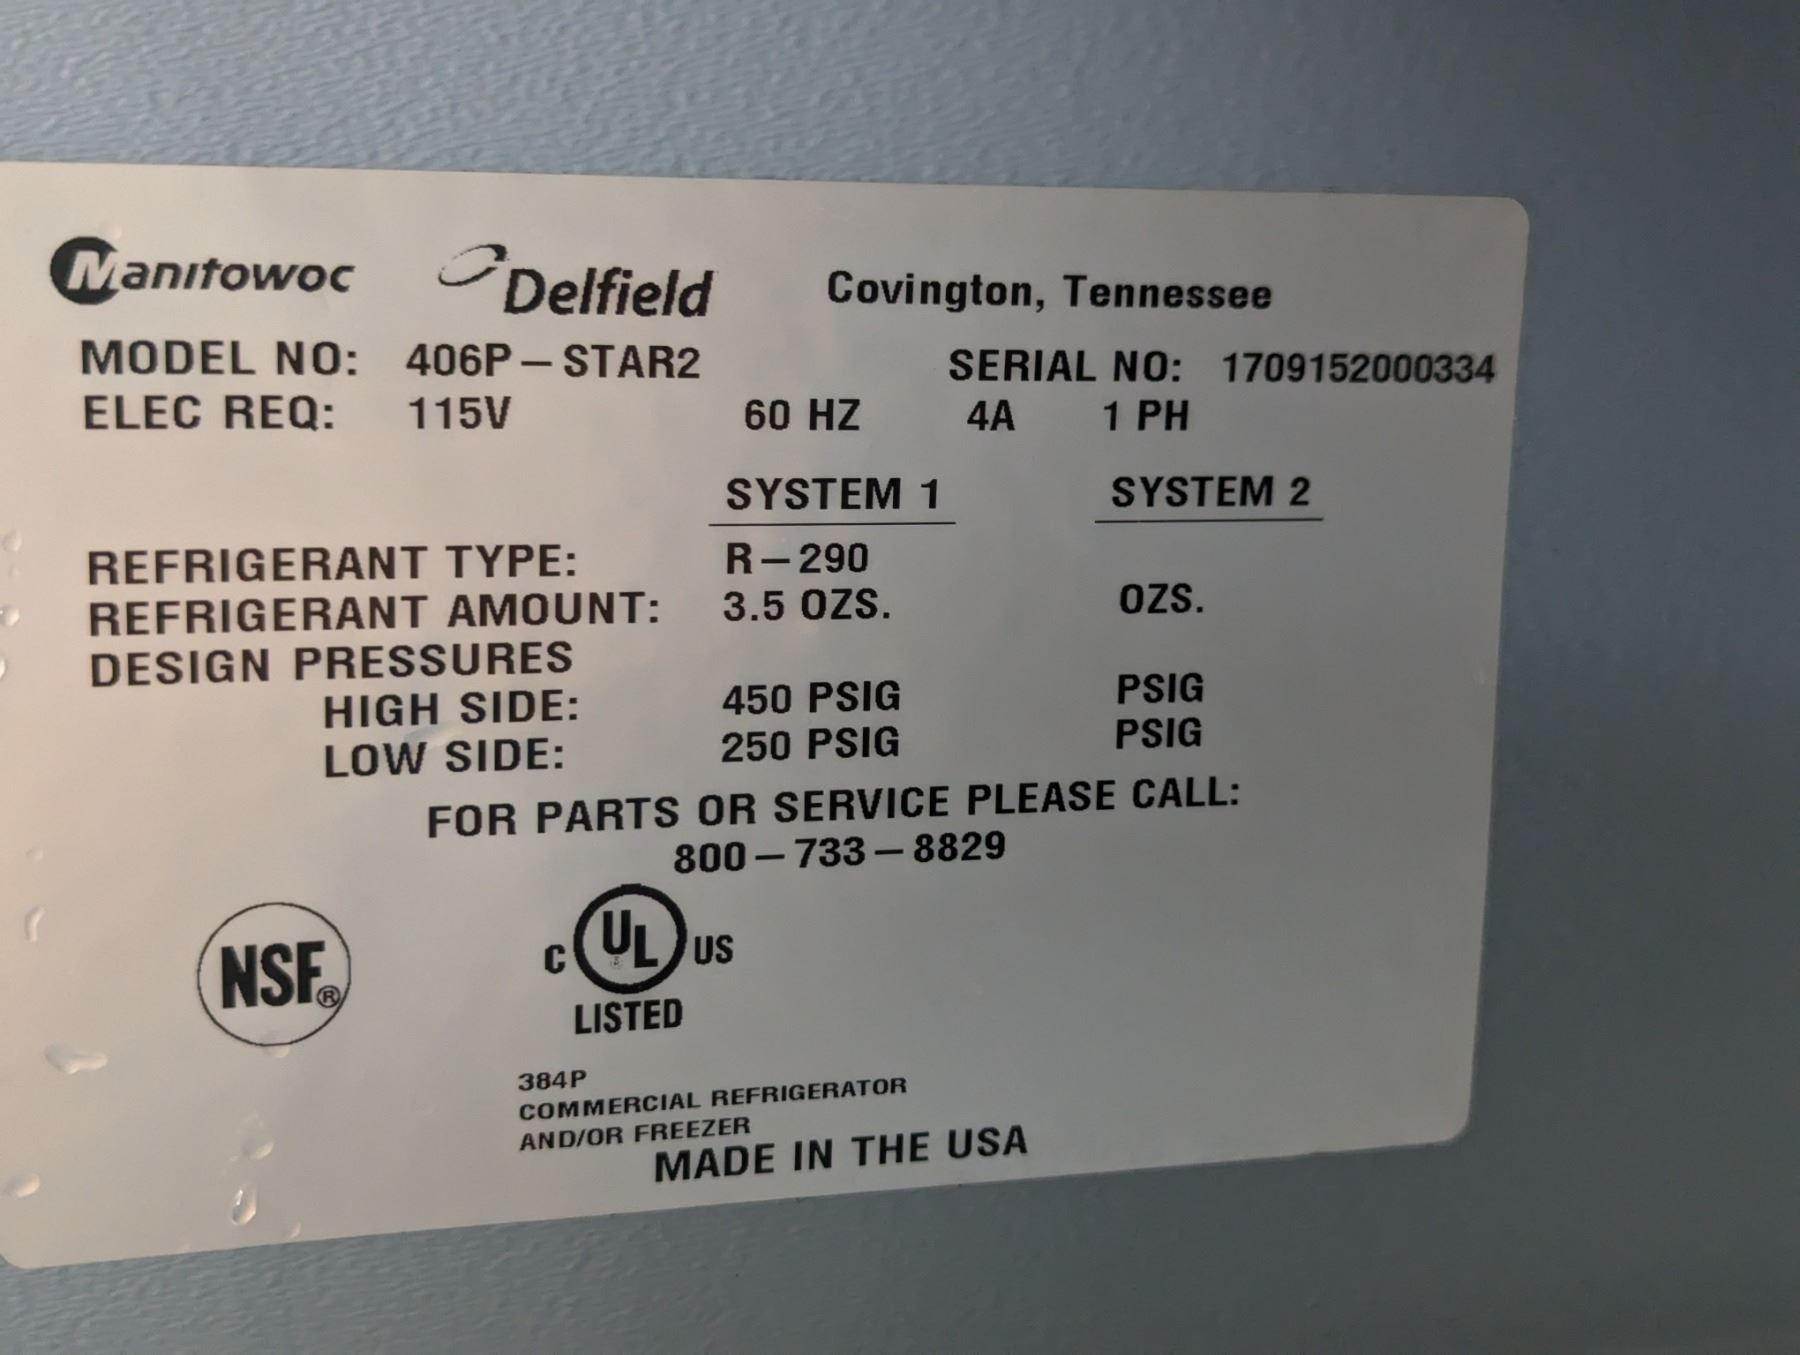 Manitowoc Delfield Covington, Tennessee
MODEL NO: 406P-STAR2 SERIAL NO: 1709152000334
ELEC REQ: 115V 60 HZ 4A 1 PH
SYSTEM 1 SYSTEM 2
REFRIGERANT TYPE: R-290
REFRIGERANT AMOUNT: 3.5 OZS. OZS.
DESIGN PRESSURES
HIGH SIDE: 450 PSIG PSIG
LOW SIDE: 250 PSIG PSIG
FOR PARTS OR SERVICE PLEASE CALL:
800-733-8829
NSF®
C UL® US
LISTED
384P
COMMERCIAL REFRIGERATOR
AND/OR FREEZER
MADE IN THE USA